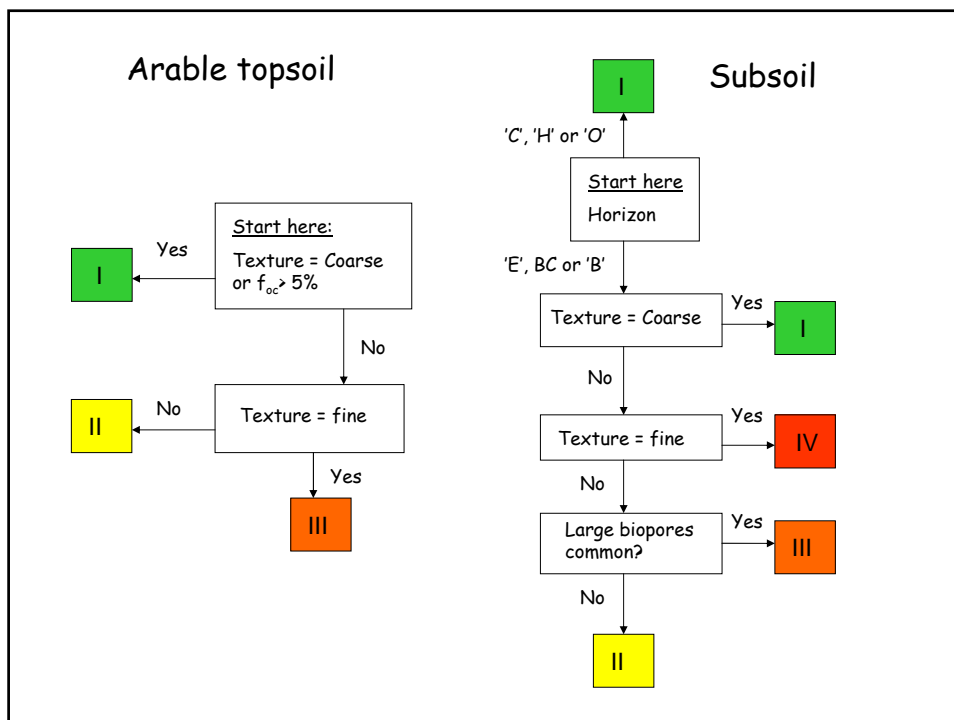 Arable topsoil
Start here:
Texture = Coarse
or foc> 5%
Yes
I
No
Texture = fine
No
II
Yes
III
Subsoil
I
'C', 'H' or 'O'
Start here
Horizon
'E', BC or 'B'
Texture = Coarse
Yes
I
No
Texture = fine
Yes
IV
No
Large biopores
common?
Yes
III
No
II